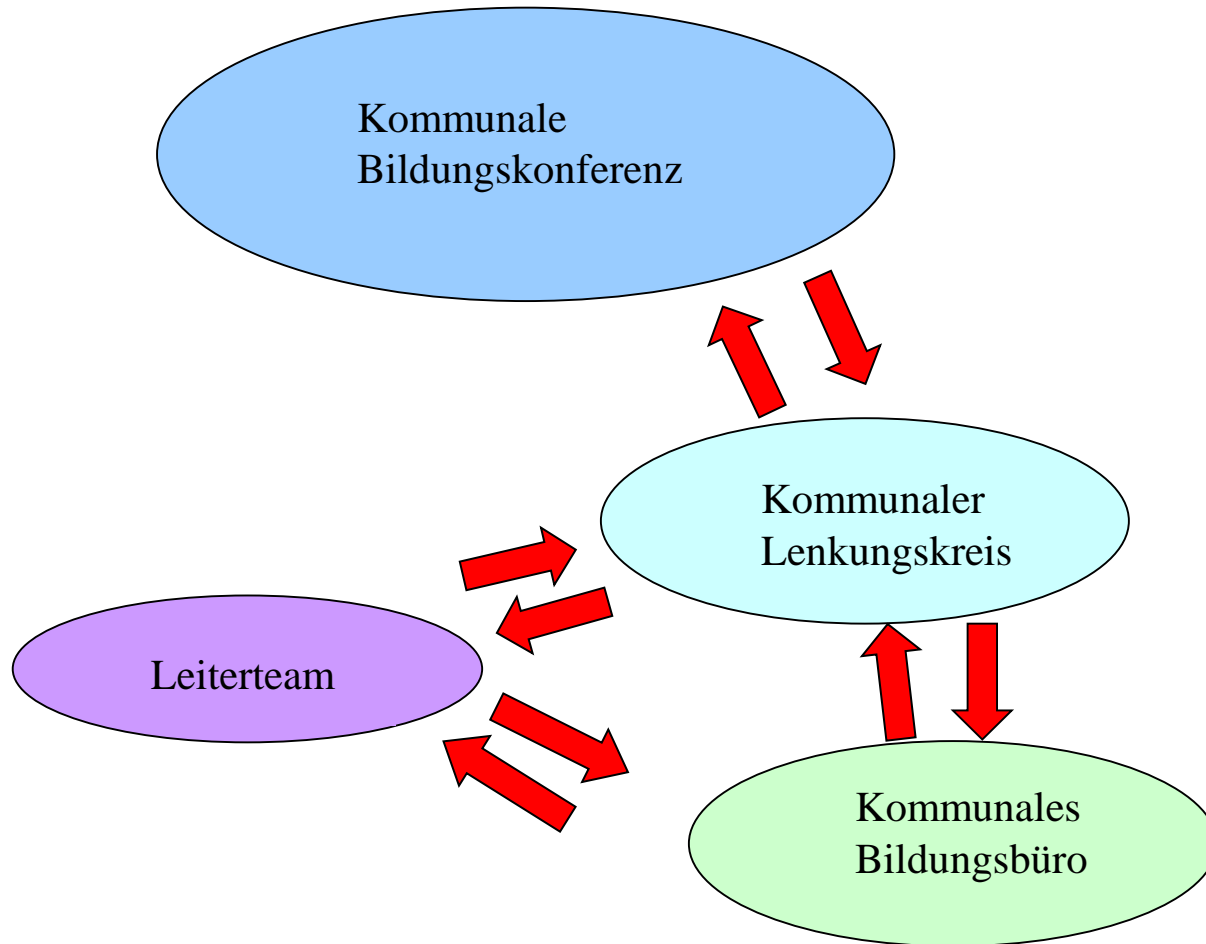 Kommunale
Bildungskonferenz
Kommunaler
Lenkungskreis
Leiterteam
Kommunales
Bildungsbüro